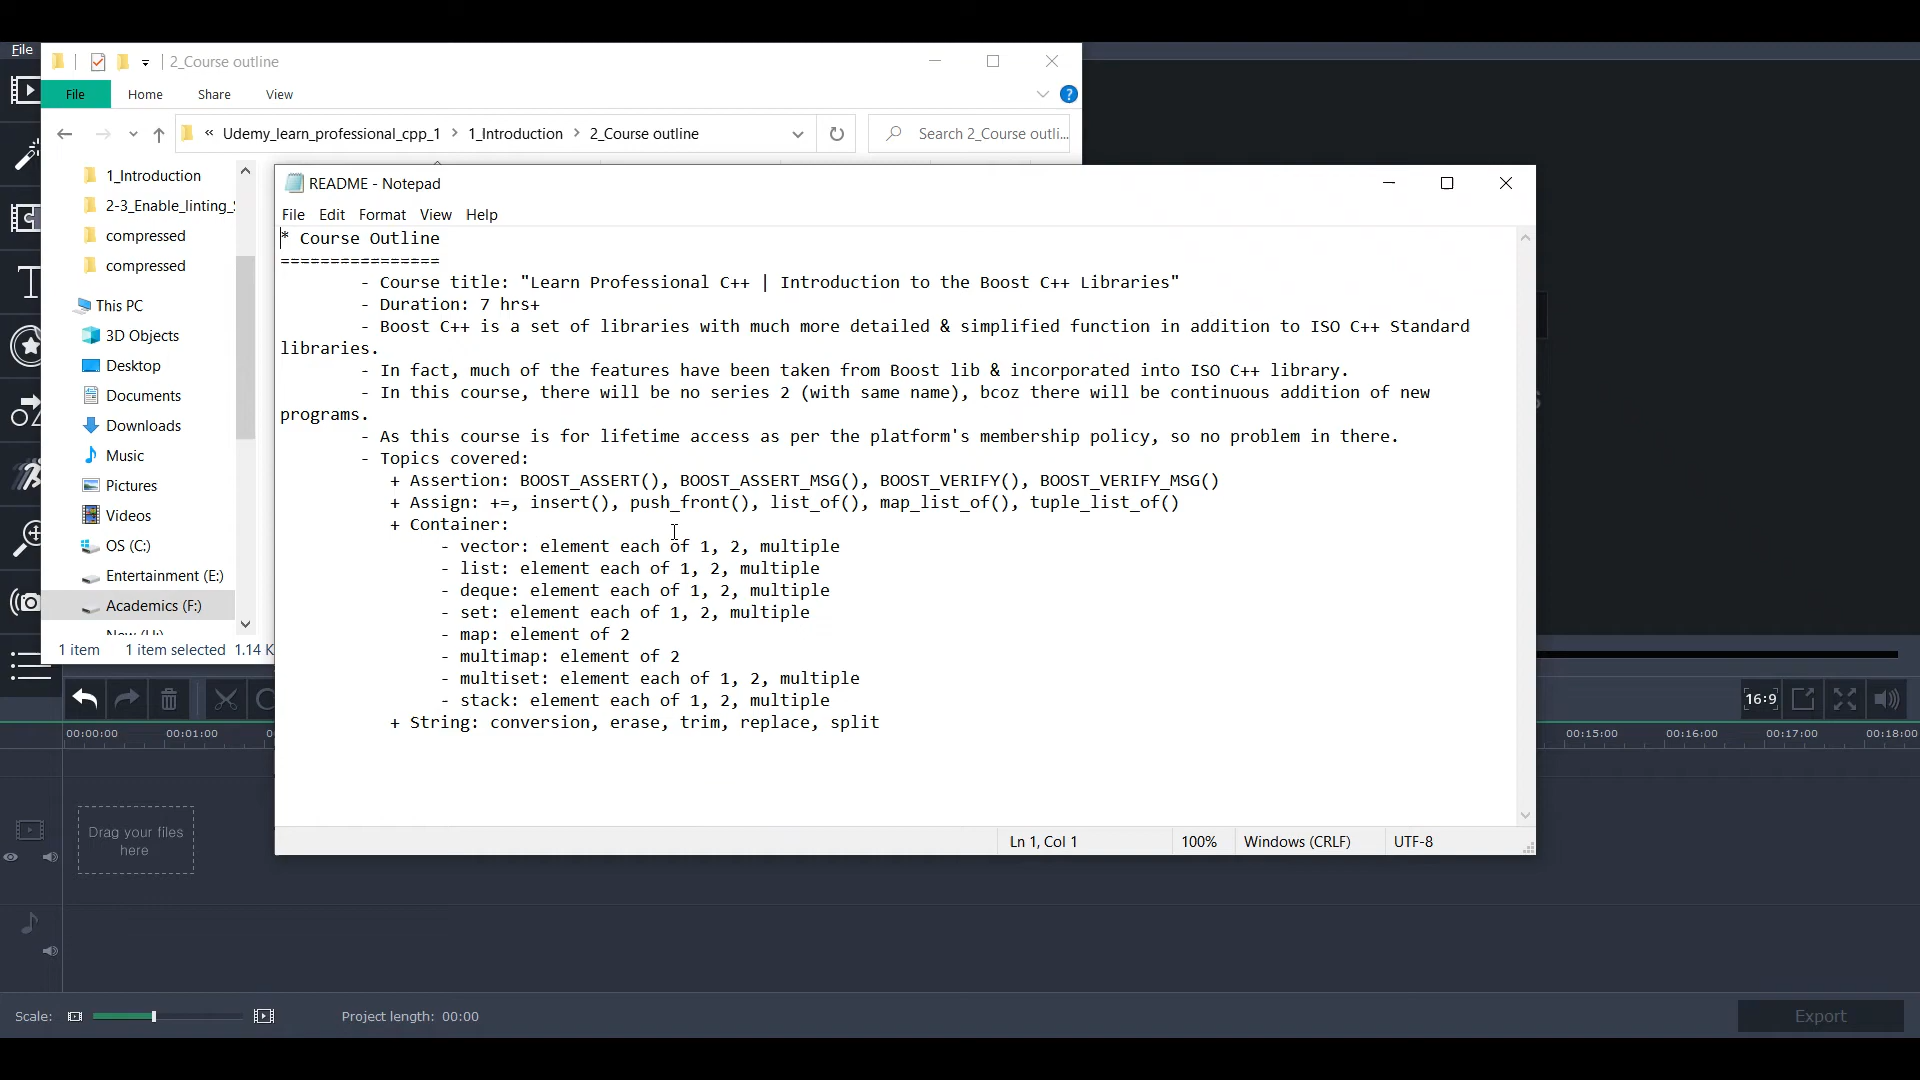 File
2_Course outline
File Home Share View
« Udemy_learn_professional_cpp_1 > 1_Introduction > 2_Course outline
Search 2_Course outli...
1_Introduction
2-3_Enable_linting_S
compressed
compressed
This PC
3D Objects
Desktop
Documents
Downloads
Music
Pictures
Videos
OS (C:)
Entertainment (E:)
Academics (F:)
1 item 1 item selected 1.14 K
README - Notepad
File Edit Format View Help
* Course Outline
================
- Course title: "Learn Professional C++ | Introduction to the Boost C++ Libraries"
- Duration: 7 hrs+
- Boost C++ is a set of libraries with much more detailed & simplified function in addition to ISO C++ Standard
libraries.
- In fact, much of the features have been taken from Boost lib & incorporated into ISO C++ library.
- In this course, there will be no series 2 (with same name), bcoz there will be continuous addition of new
programs.
- As this course is for lifetime access as per the platform's membership policy, so no problem in there.
- Topics covered:
+ Assertion: BOOST_ASSERT(), BOOST_ASSERT_MSG(), BOOST_VERIFY(), BOOST_VERIFY_MSG()
+ Assign: +=, insert(), push_front(), list_of(), map_list_of(), tuple_list_of()
+ Container:
- vector: element each of 1, 2, multiple
- list: element each of 1, 2, multiple
- deque: element each of 1, 2, multiple
- set: element each of 1, 2, multiple
- map: element of 2
- multimap: element of 2
- multiset: element each of 1, 2, multiple
- stack: element each of 1, 2, multiple
+ String: conversion, erase, trim, replace, split
Ln 1, Col 1 100% Windows (CRLF) UTF-8
16:9
00:00:00 00:01:00 00:15:00 00:16:00 00:17:00 00:18:00
Drag your files
here
Scale: Project length: 00:00
Export